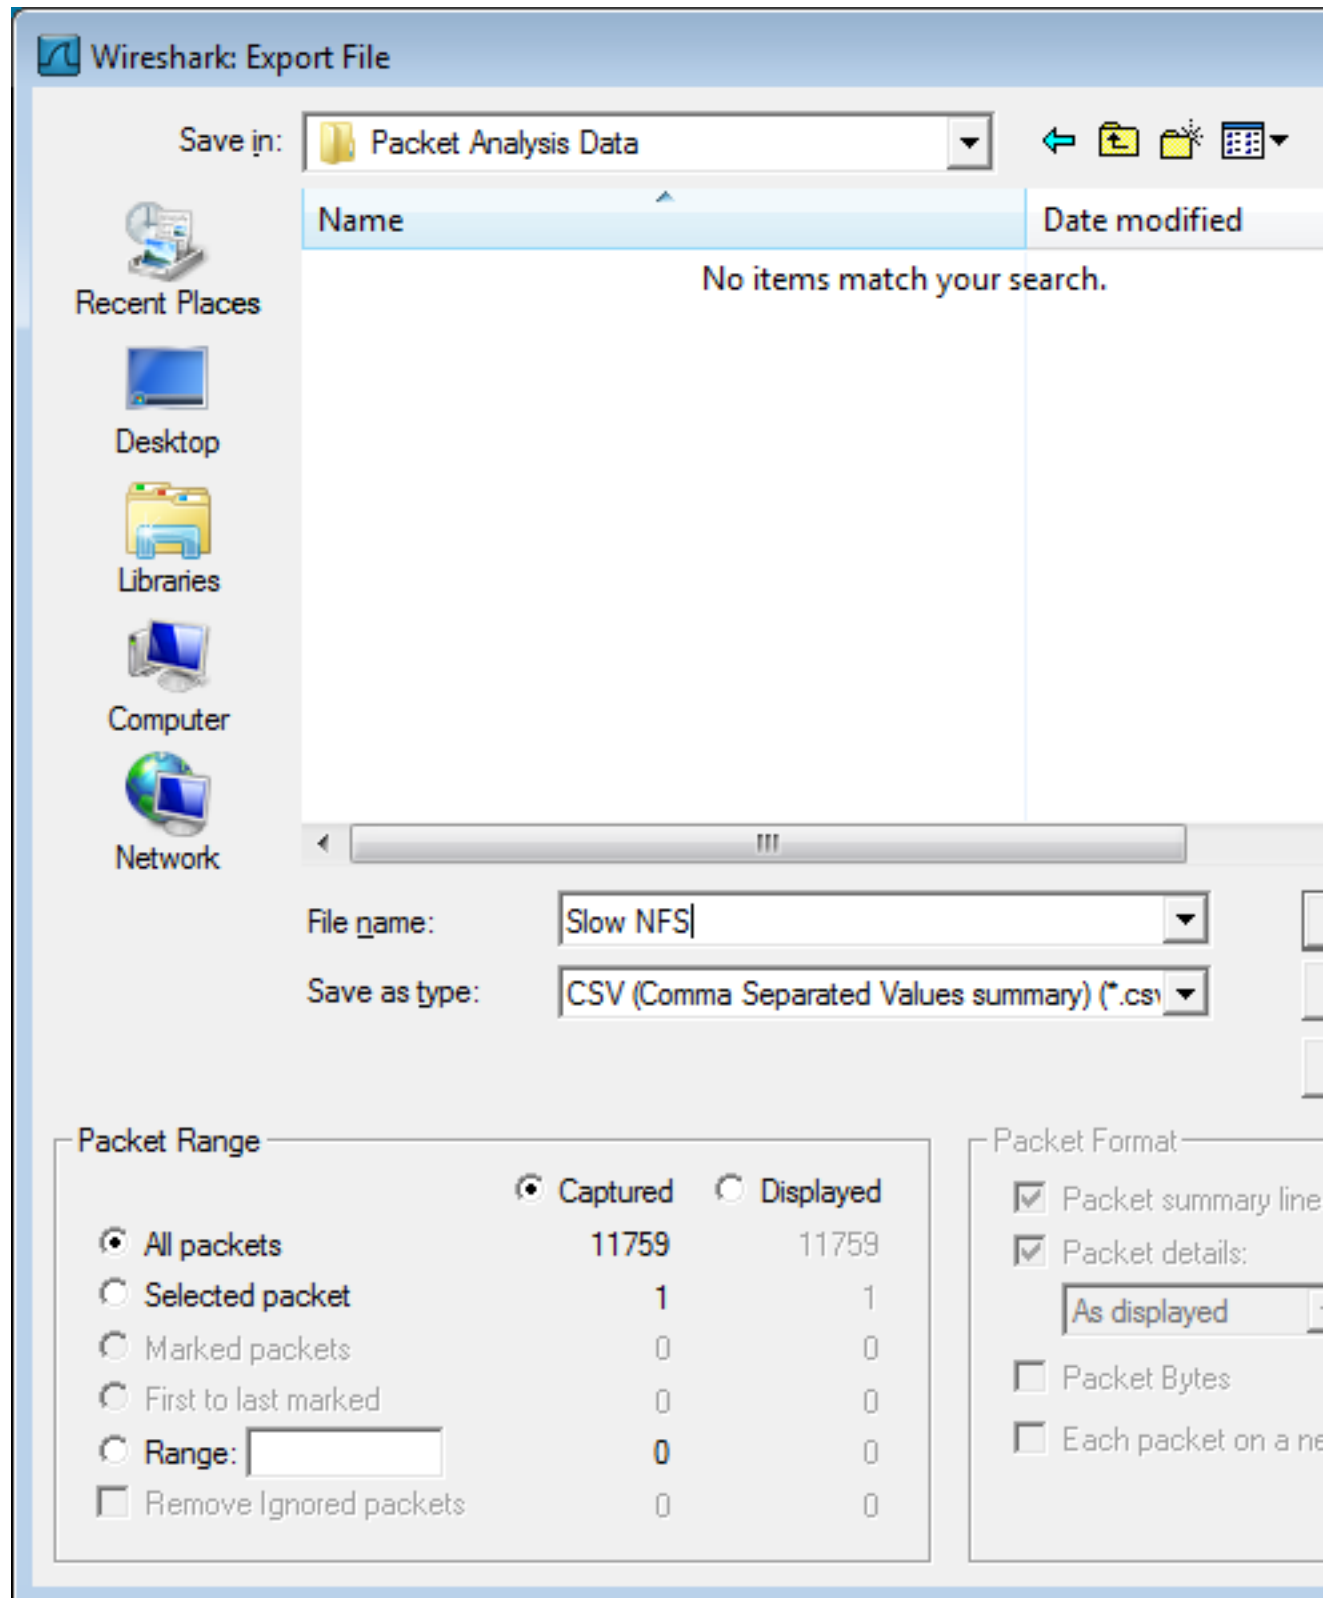 Wireshark: Export File
Save in: Packet Analysis Data
Name Date modified
No items match your search.
Recent Places
Desktop
Libraries
Computer
Network
File name: Slow NFS
Save as type: CSV (Comma Separated Values summary) (*.csv
Packet Range
Captured Displayed
All packets 11759 11759
Selected packet 1 1
Marked packets 0 0
First to last marked 0 0
Range: 0 0
Remove Ignored packets 0 0
Packet Format
Packet summary line
Packet details:
As displayed
Packet Bytes
Each packet on a ne